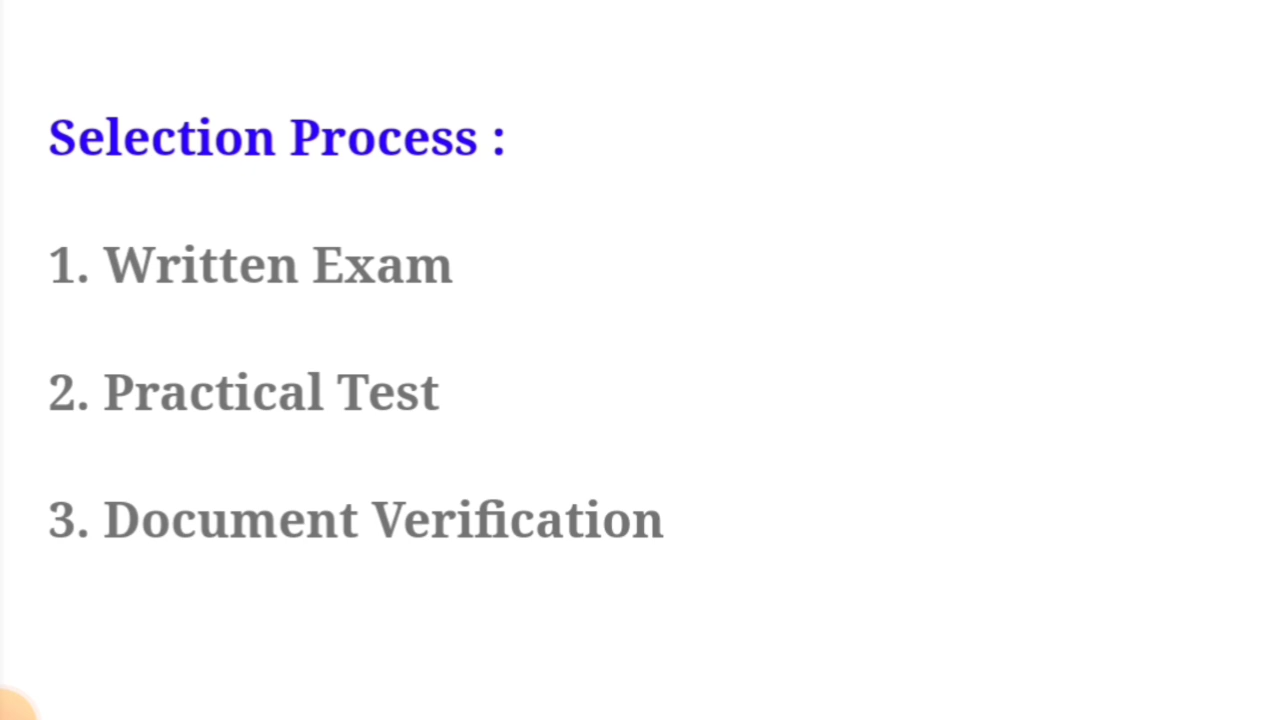 Selection Process :
1. Written Exam
2. Practical Test
3. Document Verification